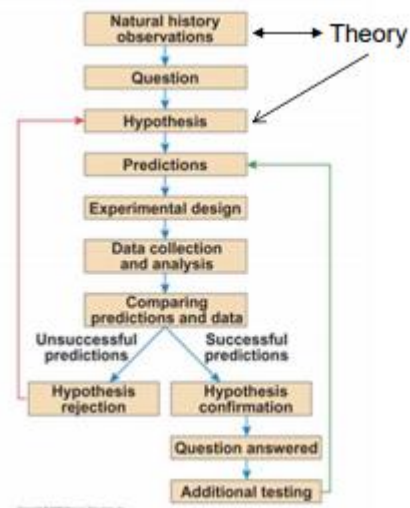 Natural history
observations
Theory
Question
Hypothesis
Predictions
Experimental design
Data collection
and analysis
Comparing
predictions and data
Unsuccessful
predictions
Successful
predictions
Hypothesis
rejection
Hypothesis
confirmation
Question answered
Additional testing